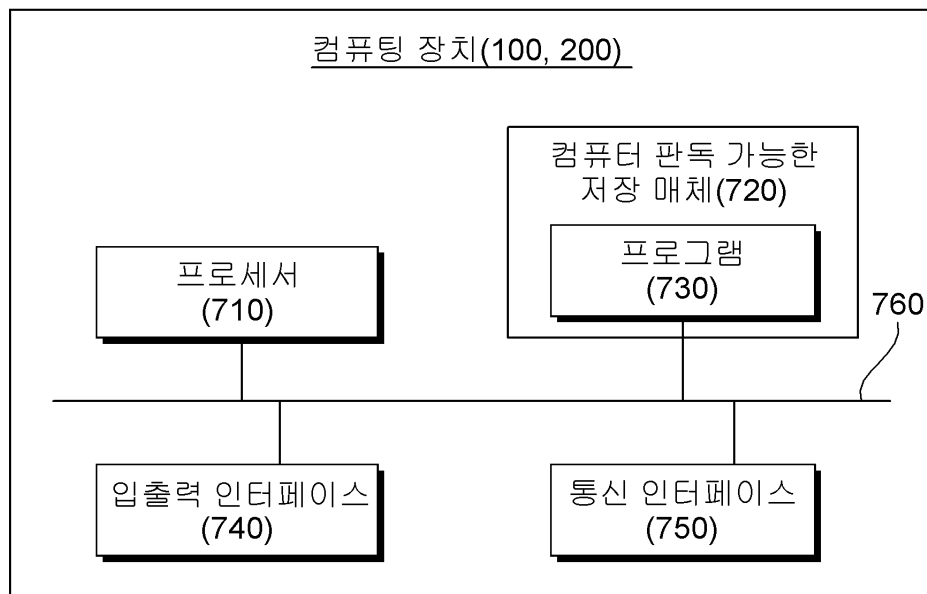 컴퓨팅 장치(100, 200)
컴퓨터 판독 가능한
저장 매체(720)
프로세서
(710)
프로그램
(730)
760
입출력 인터페이스
(740)
통신 인터페이스
(750)